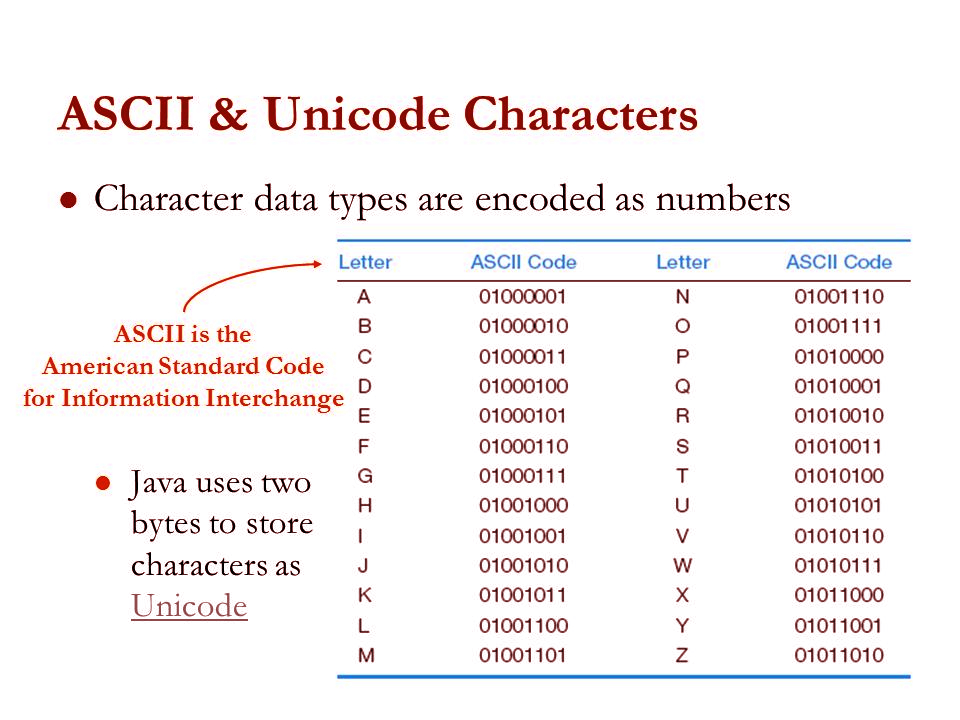 ASCII & Unicode Characters
● Character data types are encoded as numbers
ASCII is the
American Standard Code
for Information Interchange
● Java uses two
bytes to store
characters as
Unicode
Letter ASCII Code Letter ASCII Code
A 01000001 N 01001110
B 01000010 O 01001111
C 01000011 P 01010000
D 01000100 Q 01010001
E 01000101 R 01010010
F 01000110 S 01010011
G 01000111 T 01010100
H 01001000 U 01010101
I 01001001 V 01010110
J 01001010 W 01010111
K 01001011 X 01011000
L 01001100 Y 01011001
M 01001101 Z 01011010